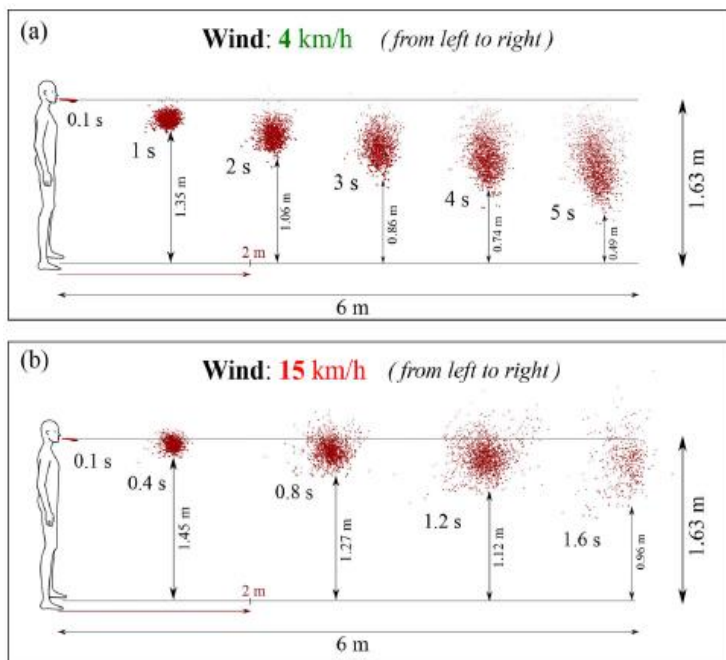 (a)
Wind: 4 km/h ( from left to right )
0.1 s
1 s
2 s
3 s
4 s
5 s
1.35 m
1.06 m
0.86 m
0.74 m
0.49 m
1.63 m
2 m
6 m
(b)
Wind: 15 km/h ( from left to right )
0.1 s
0.4 s
0.8 s
1.2 s
1.6 s
1.45 m
1.27 m
1.12 m
0.96 m
1.63 m
2 m
6 m